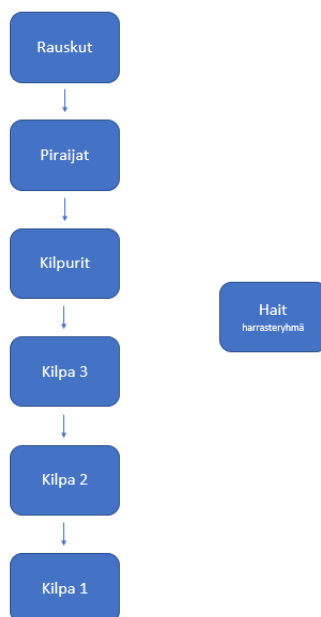 Rauskut
Piraijat
Kilpurit
Hait
harrasteryhmä
Kilpa 3
Kilpa 2
Kilpa 1